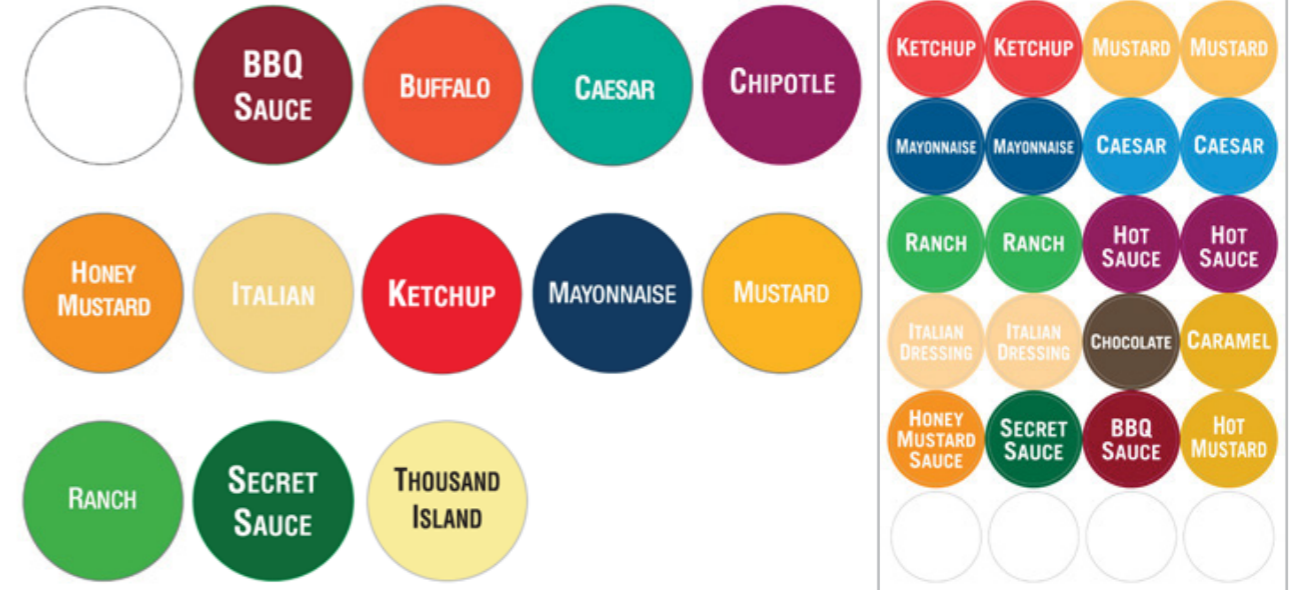 BBQ
SAUCE
BUFFALO
CAESAR
CHIPOTLE
HONEY
MUSTARD
ITALIAN
KETCHUP
MAYONNAISE
MUSTARD
RANCH
SECRET
SAUCE
THOUSAND
ISLAND
KETCHUP
KETCHUP
MUSTARD
MUSTARD
MAYONNAISE
MAYONNAISE
CAESAR
CAESAR
RANCH
RANCH
HOT
SAUCE
HOT
SAUCE
ITALIAN
DRESSING
ITALIAN
DRESSING
CHOCOLATE
CARAMEL
HONEY
MUSTARD
SAUCE
SECRET
SAUCE
BBQ
SAUCE
HOT
MUSTARD